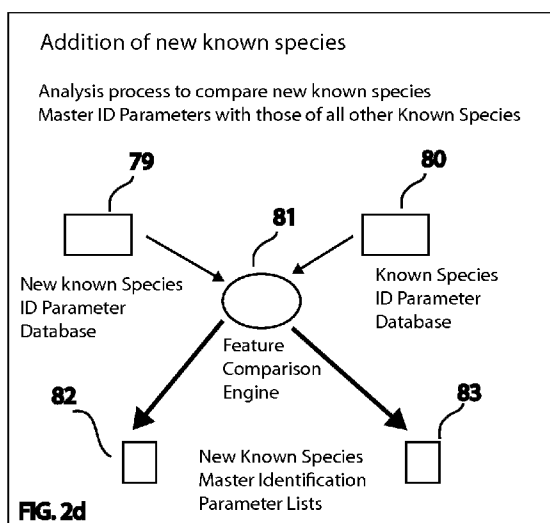 Addition of new known species
Analysis process to compare new known species
Master ID Parameters with those of all other Known Species
79
80
81
New known Species
ID Parameter
Database
Known Species
ID Parameter
Database
Feature
Comparison
Engine
82
83
New Known Species
Master Identification
Parameter Lists
FIG. 2d